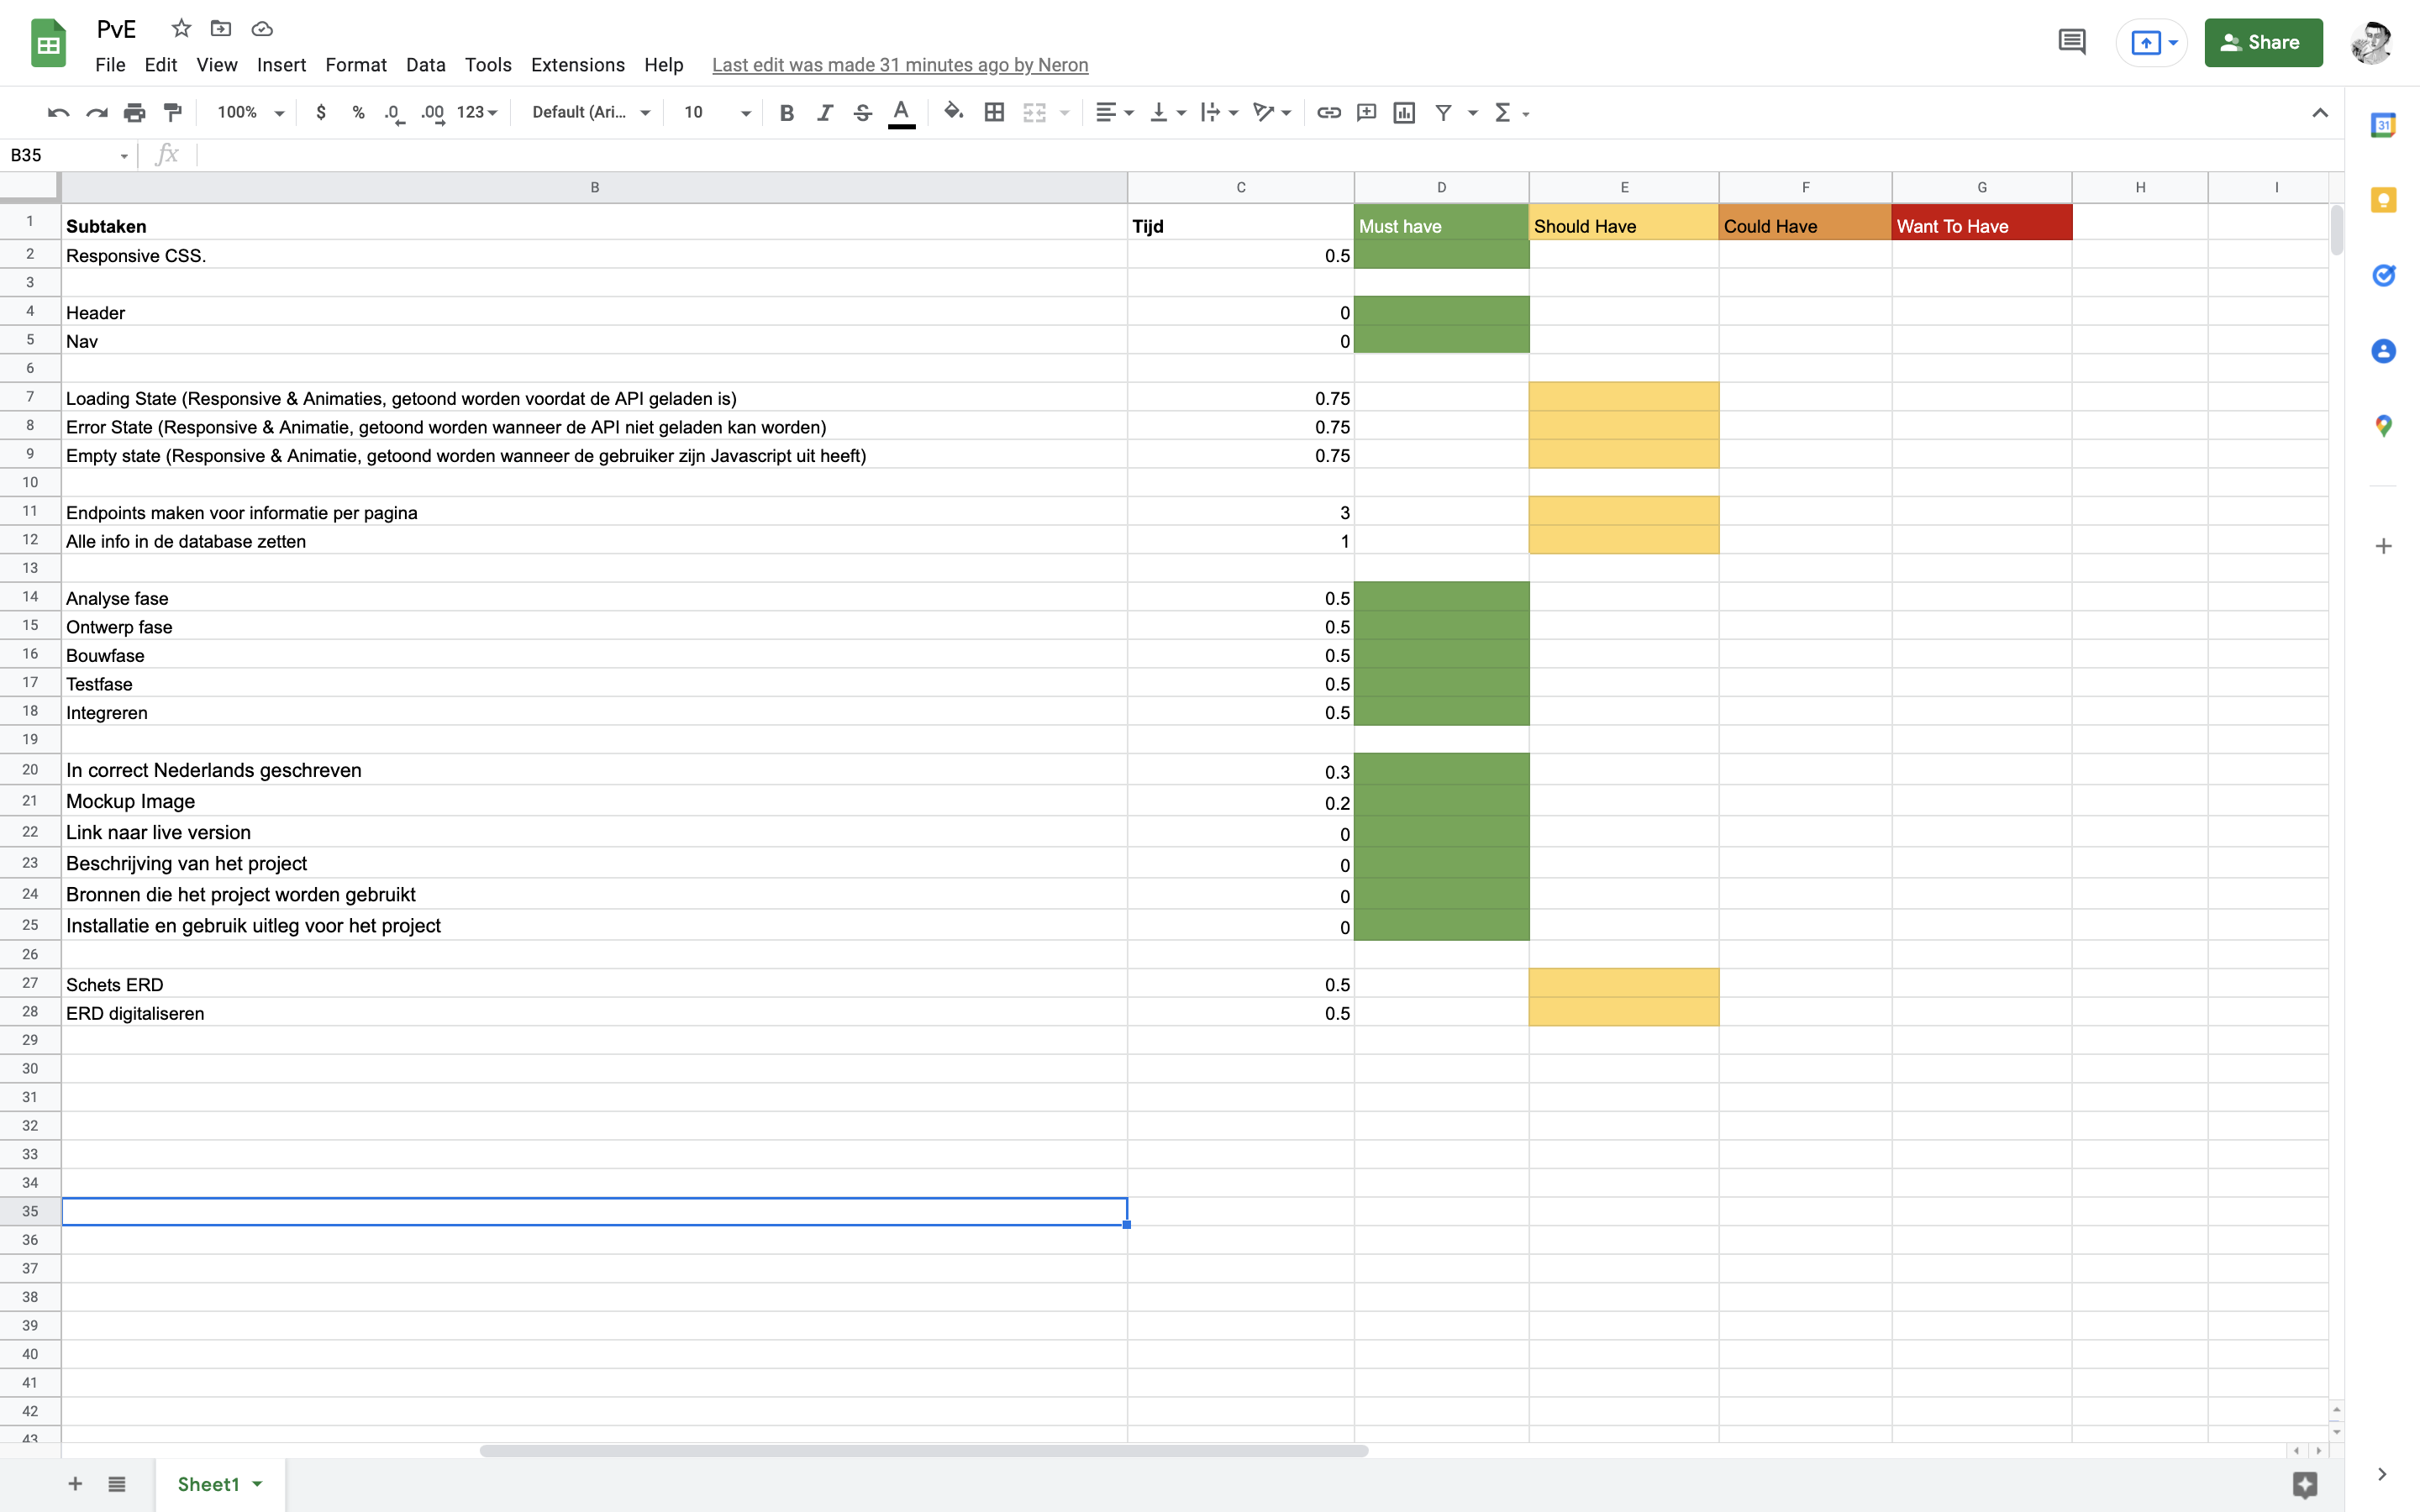 PvE
File Edit View Insert Format Data Tools Extensions Help Last edit was made 31 minutes ago by Neron
Share
100% $ % .0 .00 123 Default (Ari... 10 B I S A
31
B35 fx
B C D E F G H I
1 Subtaken Tijd Must have Should Have Could Have Want To Have
2 Responsive CSS. 0.5
3
4 Header 0
5 Nav 0
6
7 Loading State (Responsive & Animaties, getoond worden voordat de API geladen is) 0.75
8 Error State (Responsive & Animatie, getoond worden wanneer de API niet geladen kan worden) 0.75
9 Empty state (Responsive & Animatie, getoond worden wanneer de gebruiker zijn Javascript uit heeft) 0.75
10
11 Endpoints maken voor informatie per pagina 3
12 Alle info in de database zetten 1
13
14 Analyse fase 0.5
15 Ontwerp fase 0.5
16 Bouwfase 0.5
17 Testfase 0.5
18 Integreren 0.5
19
20 In correct Nederlands geschreven 0.3
21 Mockup Image 0.2
22 Link naar live version 0
23 Beschrijving van het project 0
24 Bronnen die het project worden gebruikt 0
25 Installatie en gebruik uitleg voor het project 0
26
27 Schets ERD 0.5
28 ERD digitaliseren 0.5
29
30
31
32
33
34
35
36
37
38
39
40
41
42
43
Sheet1